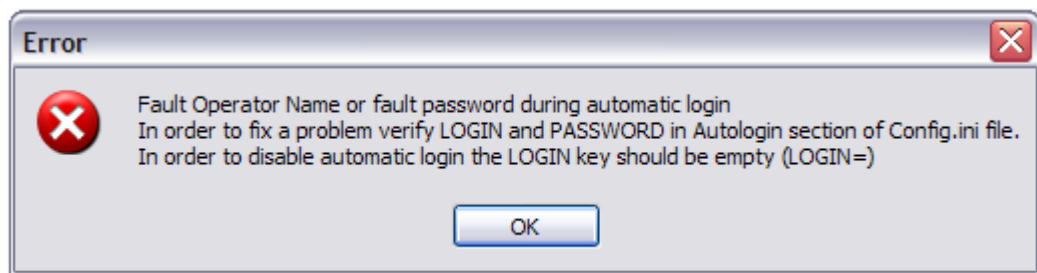 Error
Fault Operator Name or fault password during automatic login
In order to fix a problem verify LOGIN and PASSWORD in Autologin section of Config.ini file.
In order to disable automatic login the LOGIN key should be empty (LOGIN=)
OK